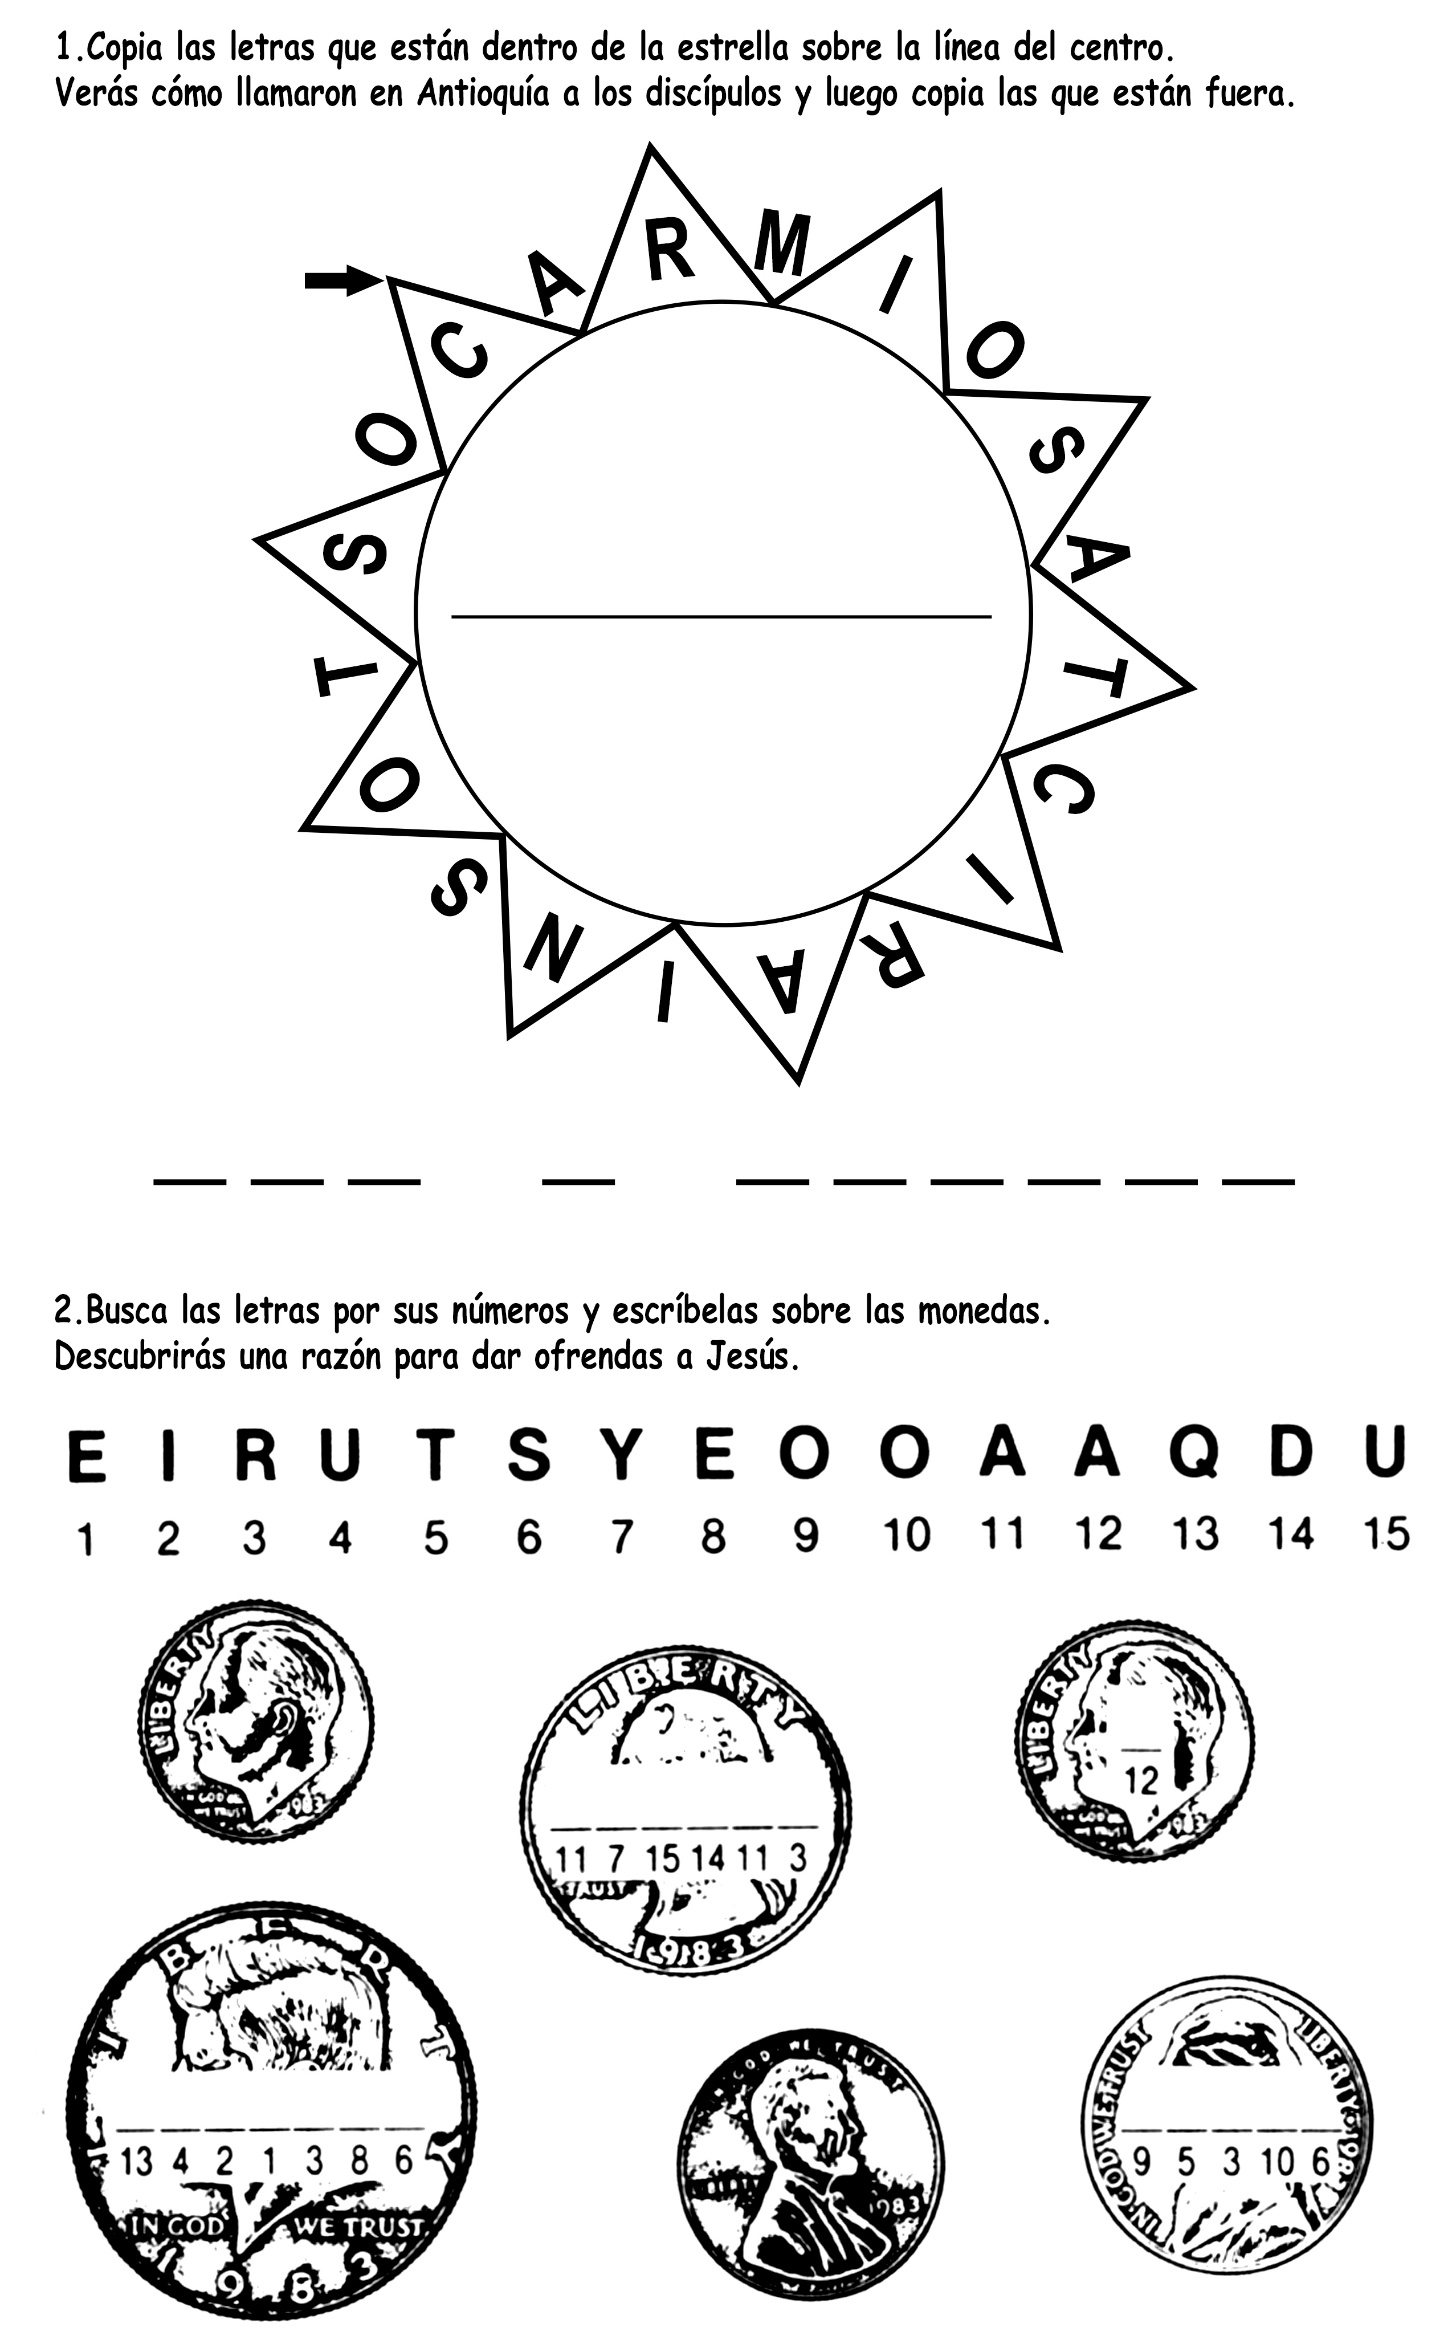 1.Copia las letras que están dentro de la estrella sobre la línea del centro.
Verás cómo llamaron en Antioquía a los discípulos y luego copia las que están fuera.
C A R M I O S A T C I R A I N S O T S O
2.Busca las letras por sus números y escríbelas sobre las monedas.
Descubrirás una razón para dar ofrendas a Jesús.
E I R U T S Y E O O A A Q D U
1 2 3 4 5 6 7 8 9 10 11 12 13 14 15
LIBERTY
1983
LIBERTY
11 7 15 14 11 3
TRUST
1983
LIBERTY
12
1983
LIBERTY
13 4 2 1 3 8 6
IN GOD WE TRUST
1983
GOD WE TRUST
1983
IN GOD WE TRUST LIBERTY 198
9 5 3 10 6